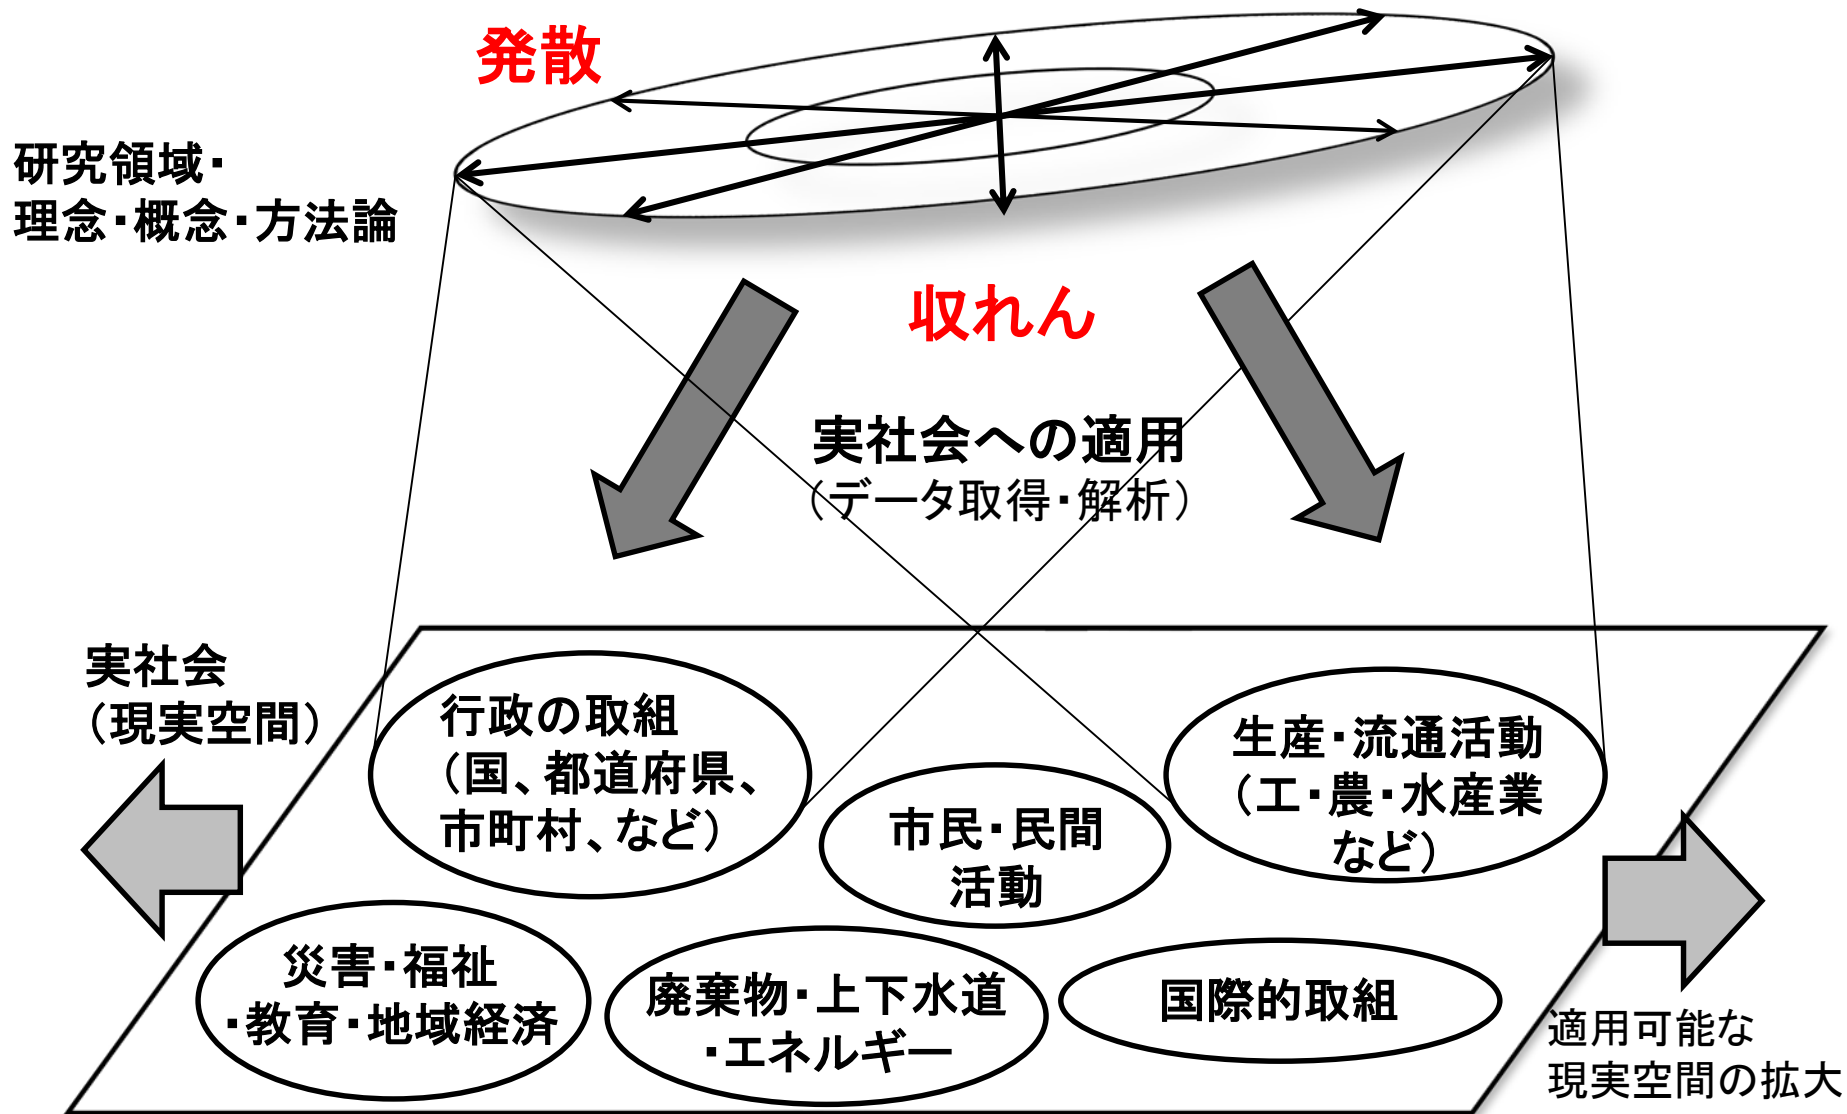 発散
研究領域・
理念・概念・方法論
収れん
実社会への適用
（データ取得・解析）
実社会
（現実空間）
行政の取組
（国、都道府県、
市町村、など）
市民・民間
活動
生産・流通活動
（工・農・水産業
など）
災害・福祉
・教育・地域経済
廃棄物・上下水道
・エネルギー
国際的取組
適用可能な
現実空間の拡大